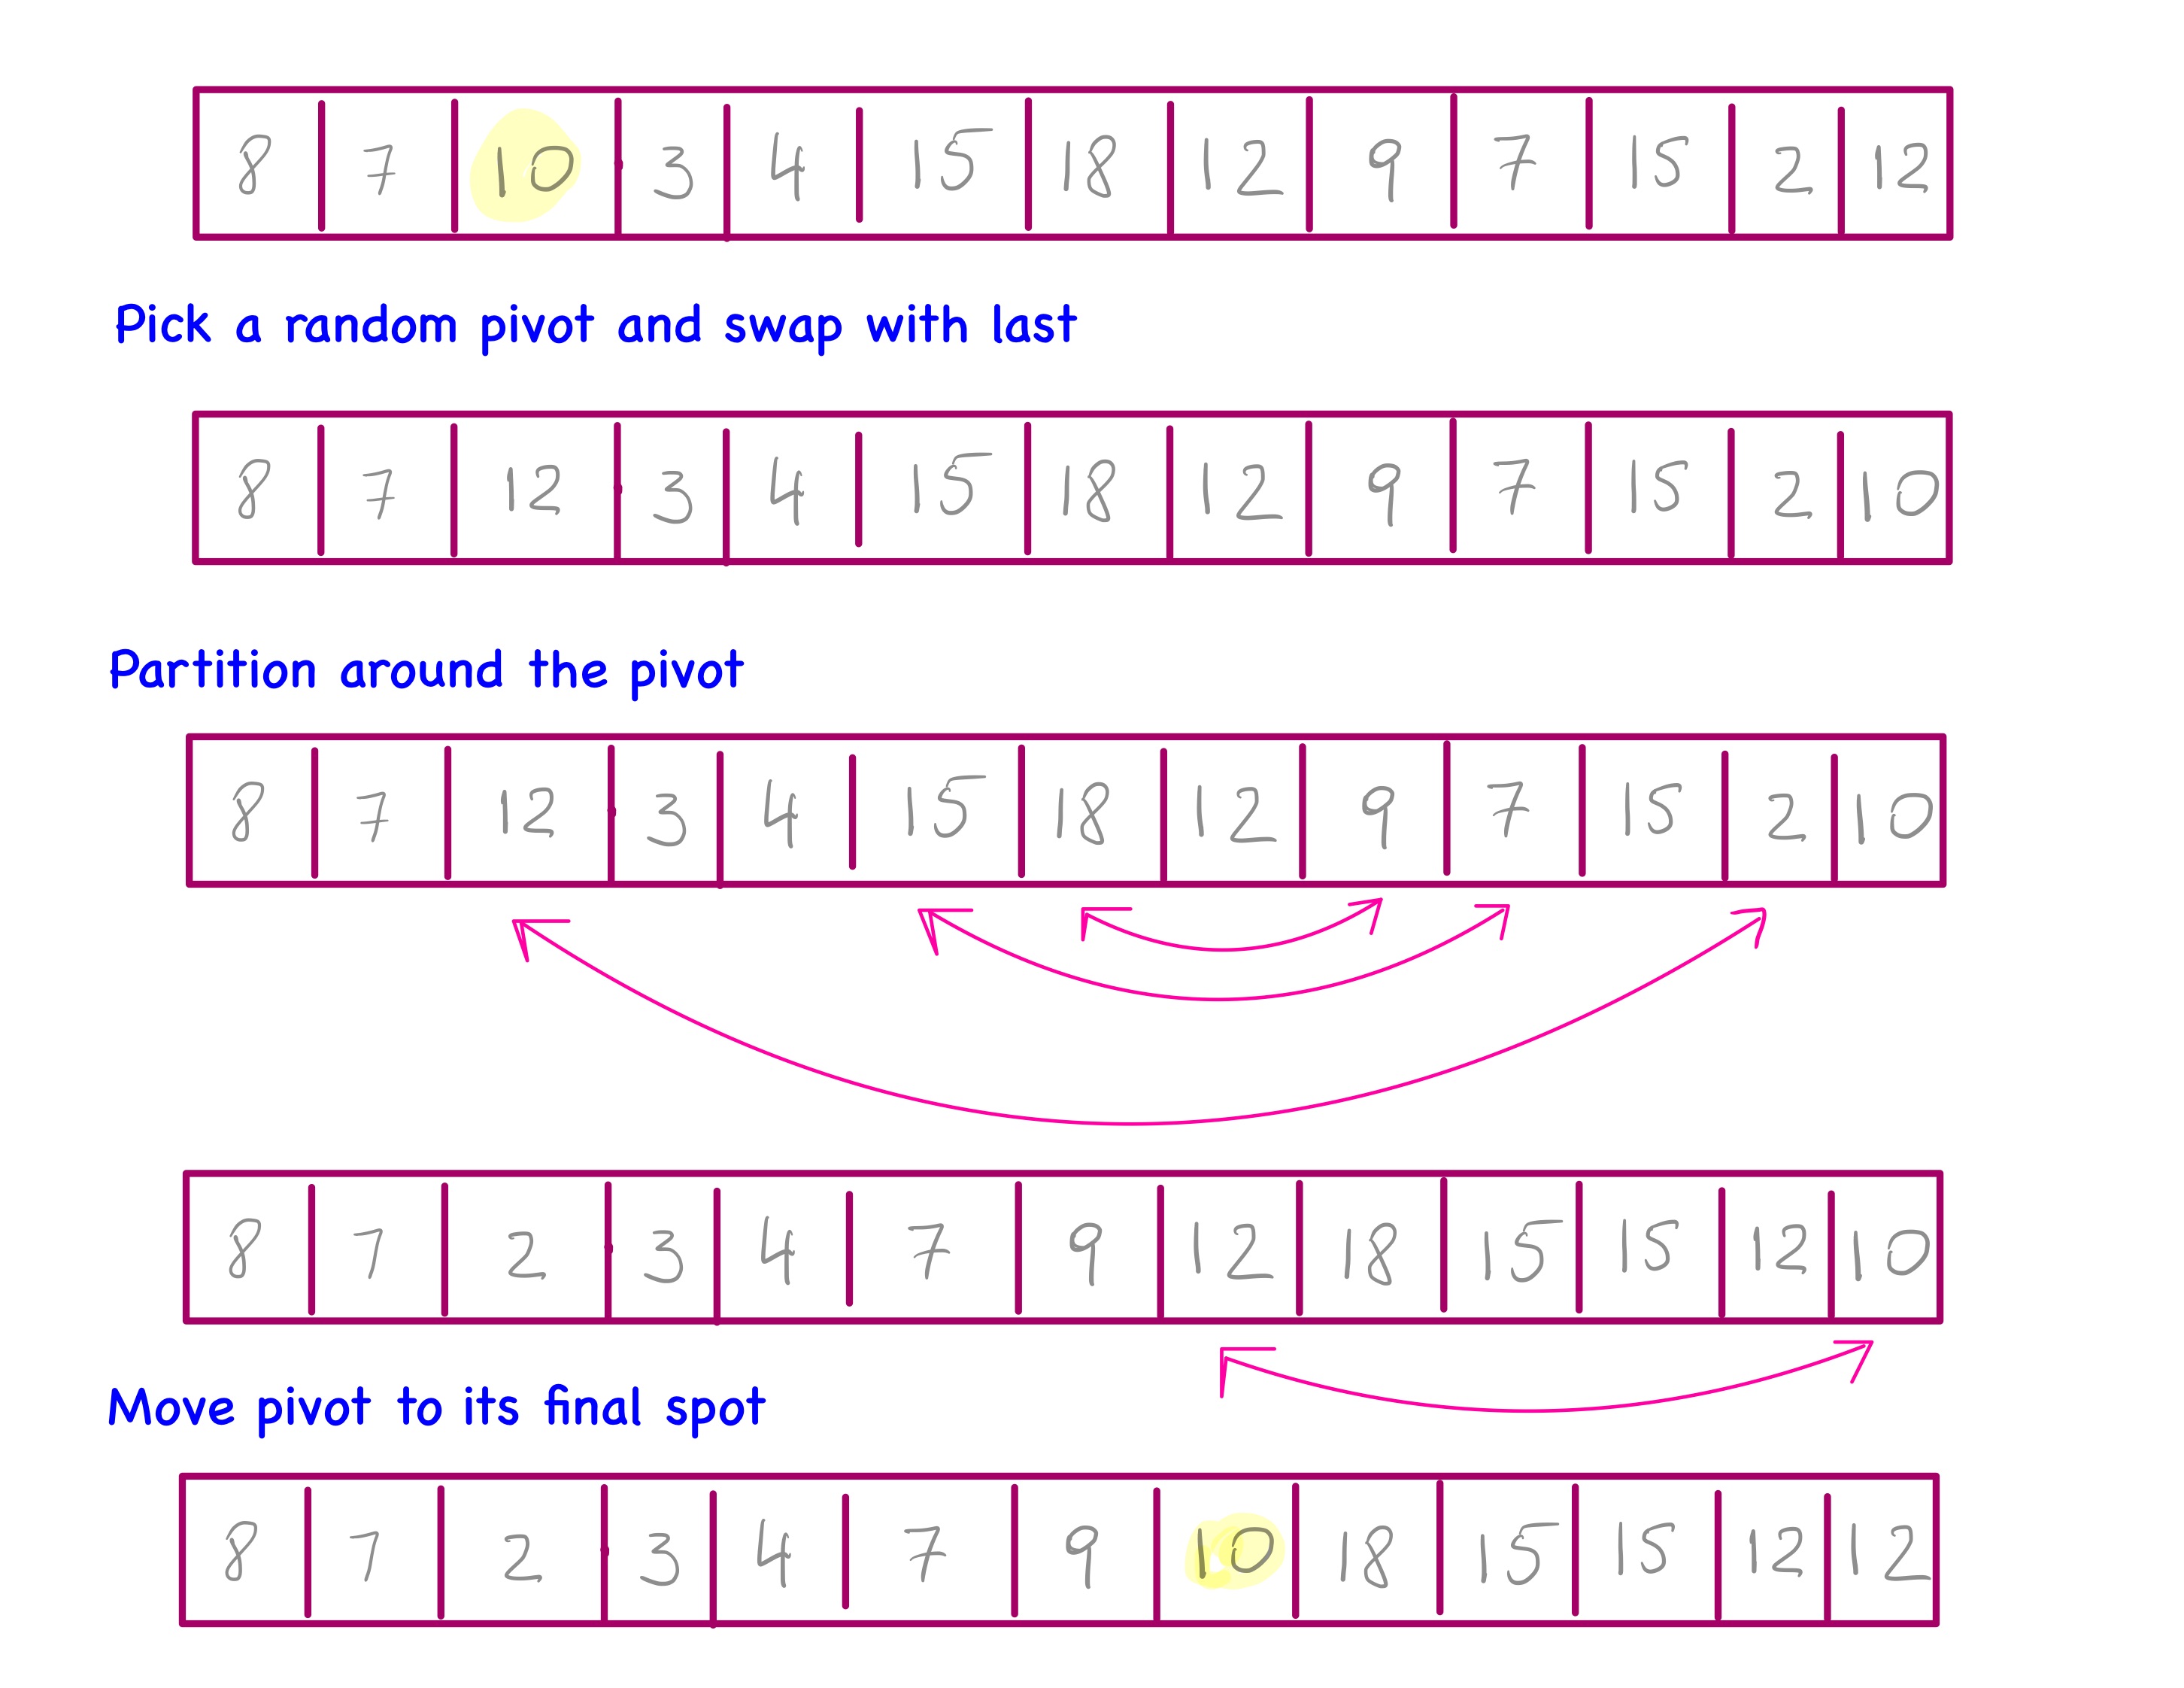 8 7 10 3 4 15 18 12 9 7 15 2 12
Pick a random pivot and swap with last
8 7 12 3 4 15 18 12 9 7 15 2 10
Partition around the pivot
8 7 12 3 4 15 18 12 9 7 15 2 10
8 7 2 3 4 7 9 12 18 15 15 12 10
Move pivot to its final spot
8 7 2 3 4 7 9 10 18 15 15 12 12